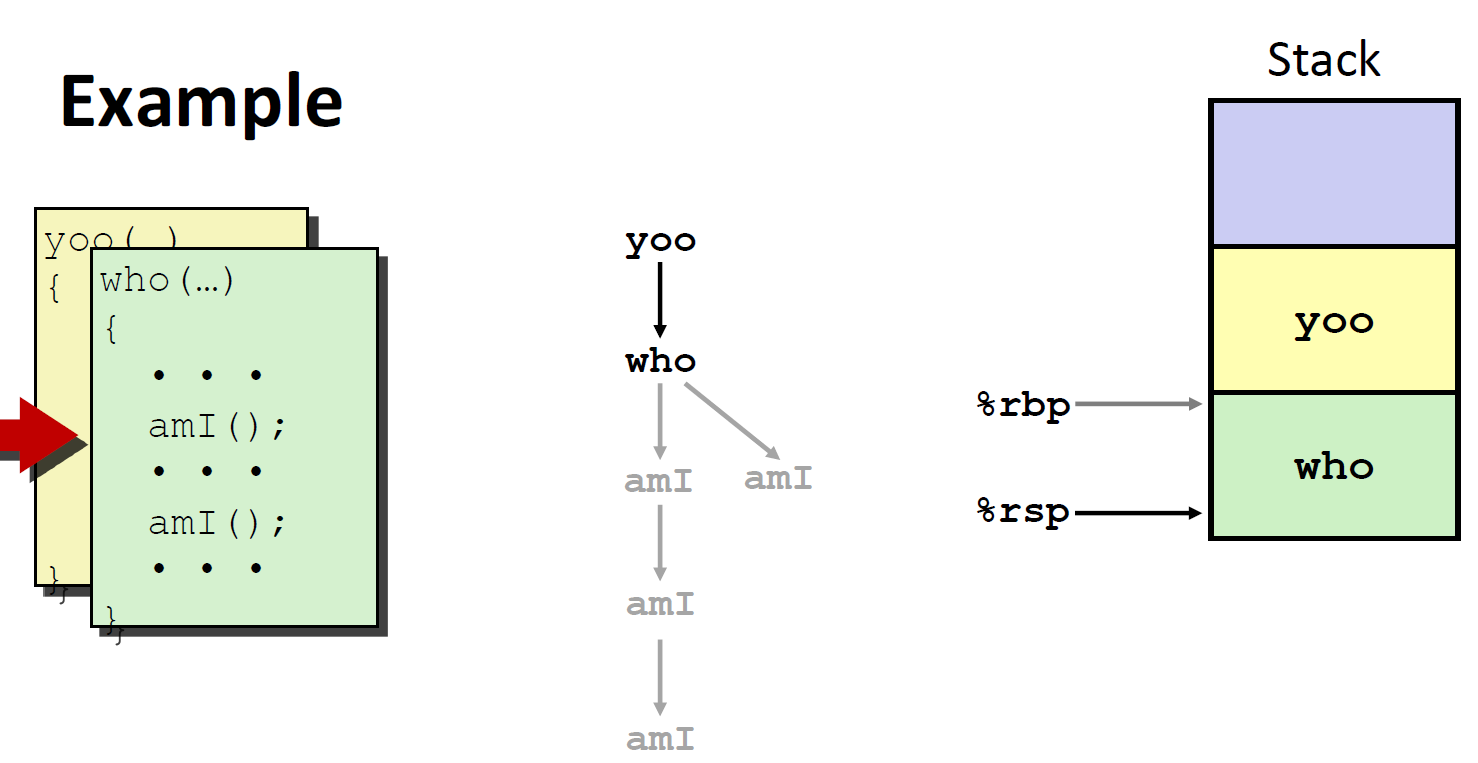 Example
yoo(…)
{
}
who(…)
{
• • •
amI();
• • •
amI();
• • •
}
yoo
who
amI
amI
amI
amI
Stack
yoo
who
%rbp
%rsp